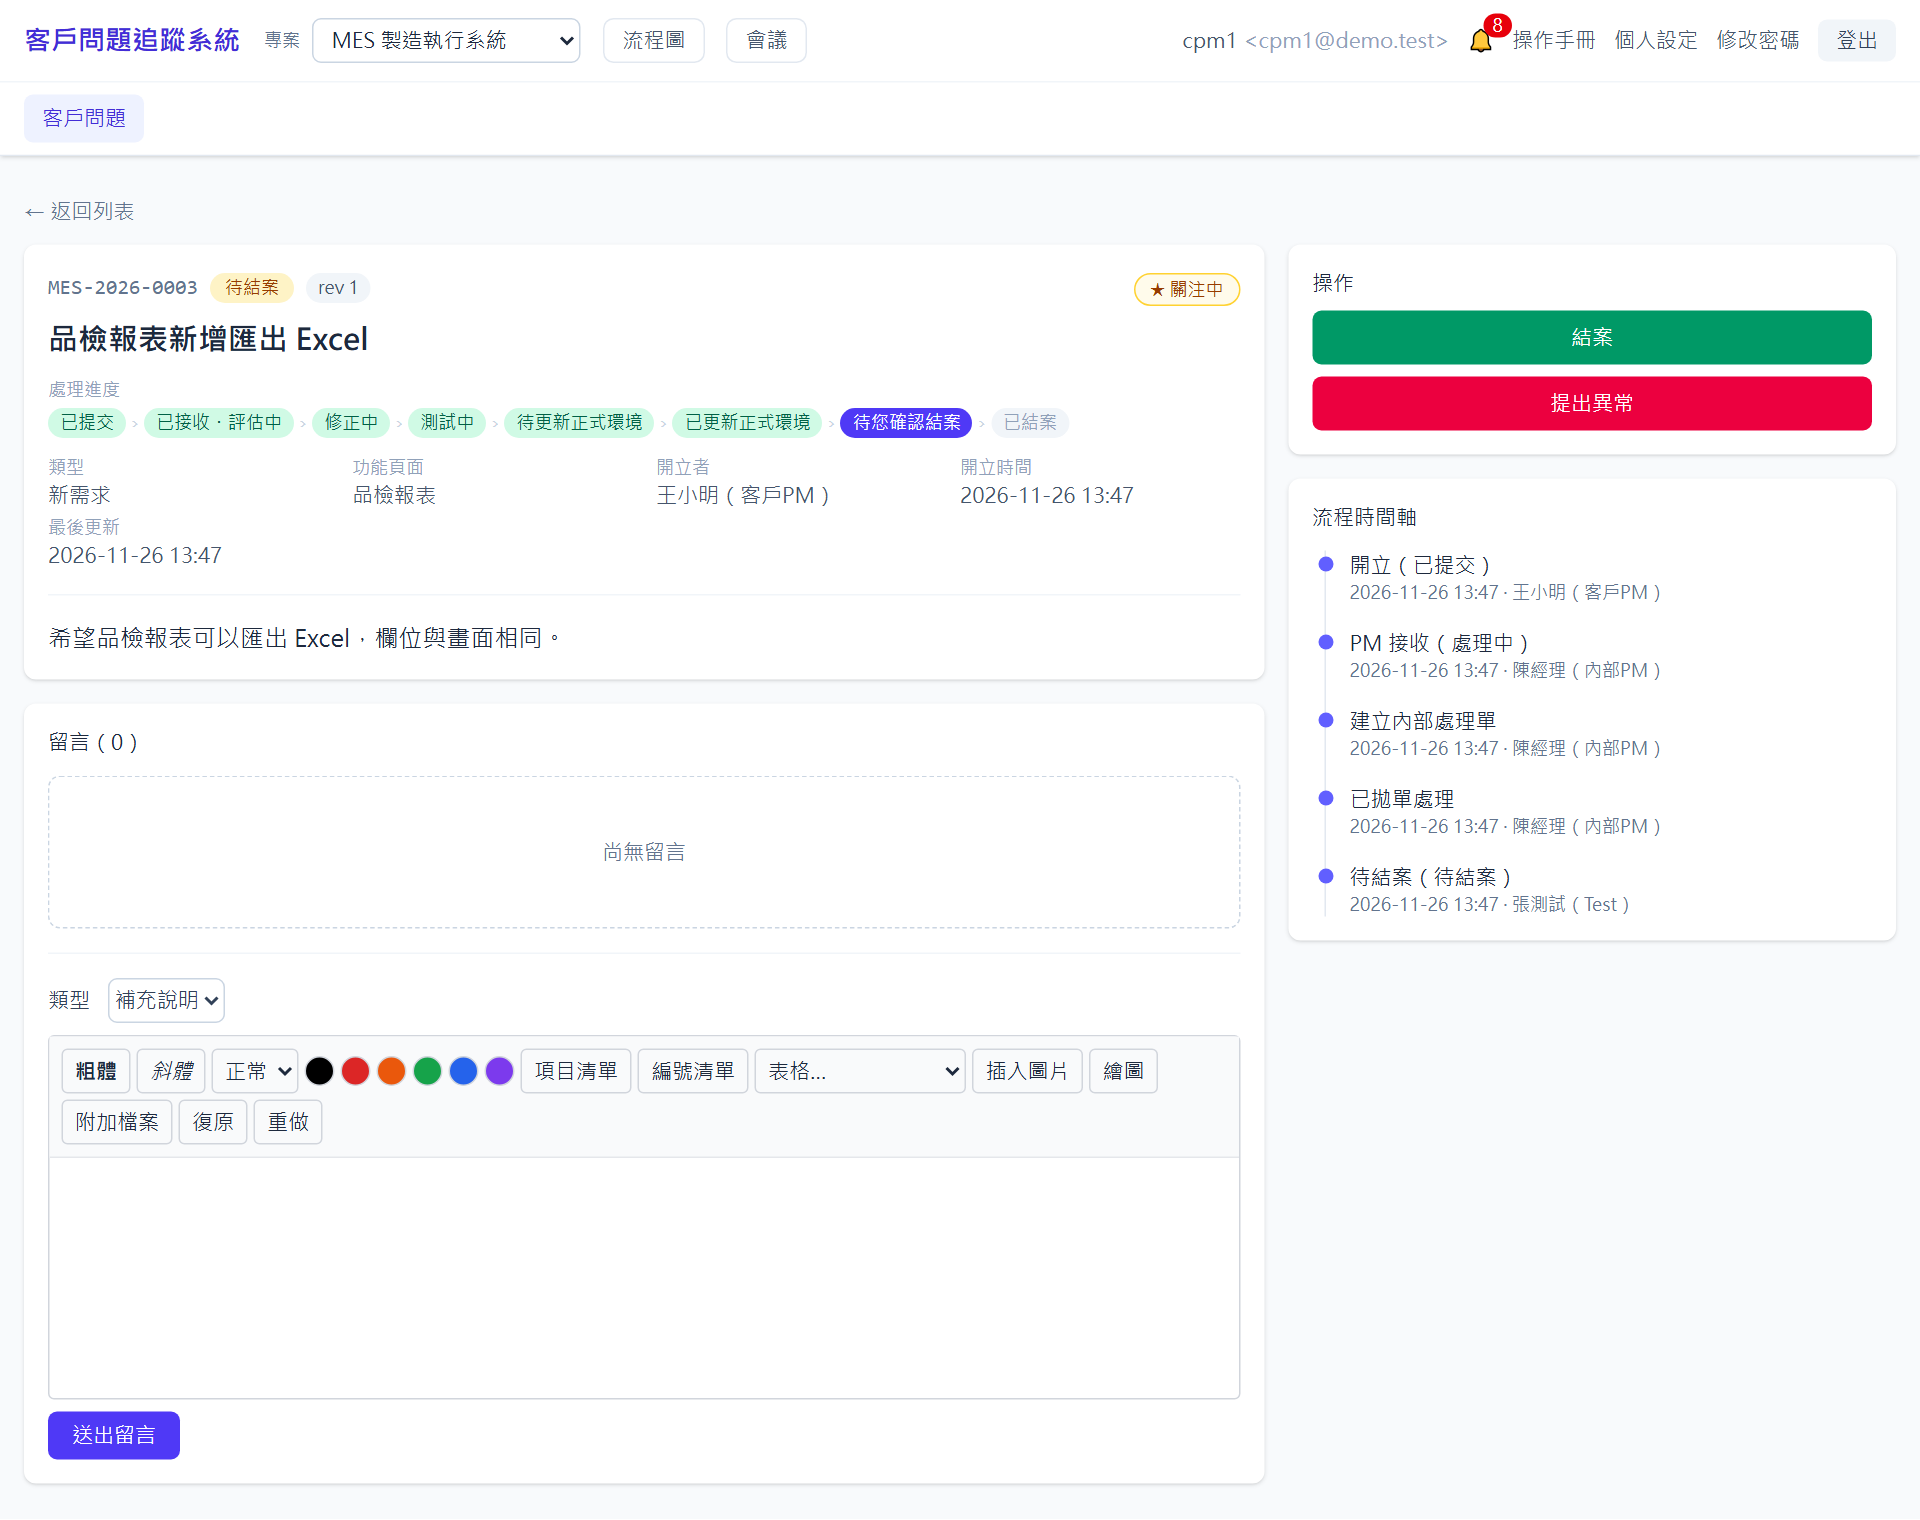 客戶問題追蹤系統 專案 MES 製造執行系統 流程圖 會議 cpm1 <cpm1@demo.test> 8 操作手冊 個人設定 修改密碼 登出
客戶問題
← 返回列表
MES-2026-0003 待結案 rev 1 ★ 關注中
品檢報表新增匯出 Excel
處理進度
已提交 › 已接收 · 評估中 › 修正中 › 測試中 › 待更新正式環境 › 已更新正式環境 › 待您確認結案 › 已結案
類型 功能頁面 開立者 開立時間
新需求 品檢報表 王小明（客戶PM） 2026-11-26 13:47
最後更新
2026-11-26 13:47
希望品檢報表可以匯出 Excel，欄位與畫面相同。
留言（0）
尚無留言
類型 補充說明
粗體 斜體 正常 項目清單 編號清單 表格... 插入圖片 繪圖
附加檔案 復原 重做
送出留言
操作
結案
提出異常
流程時間軸
開立（已提交）
2026-11-26 13:47 · 王小明（客戶PM）
PM 接收（處理中）
2026-11-26 13:47 · 陳經理（內部PM）
建立內部處理單
2026-11-26 13:47 · 陳經理（內部PM）
已拋單處理
2026-11-26 13:47 · 陳經理（內部PM）
待結案（待結案）
2026-11-26 13:47 · 張測試（Test）